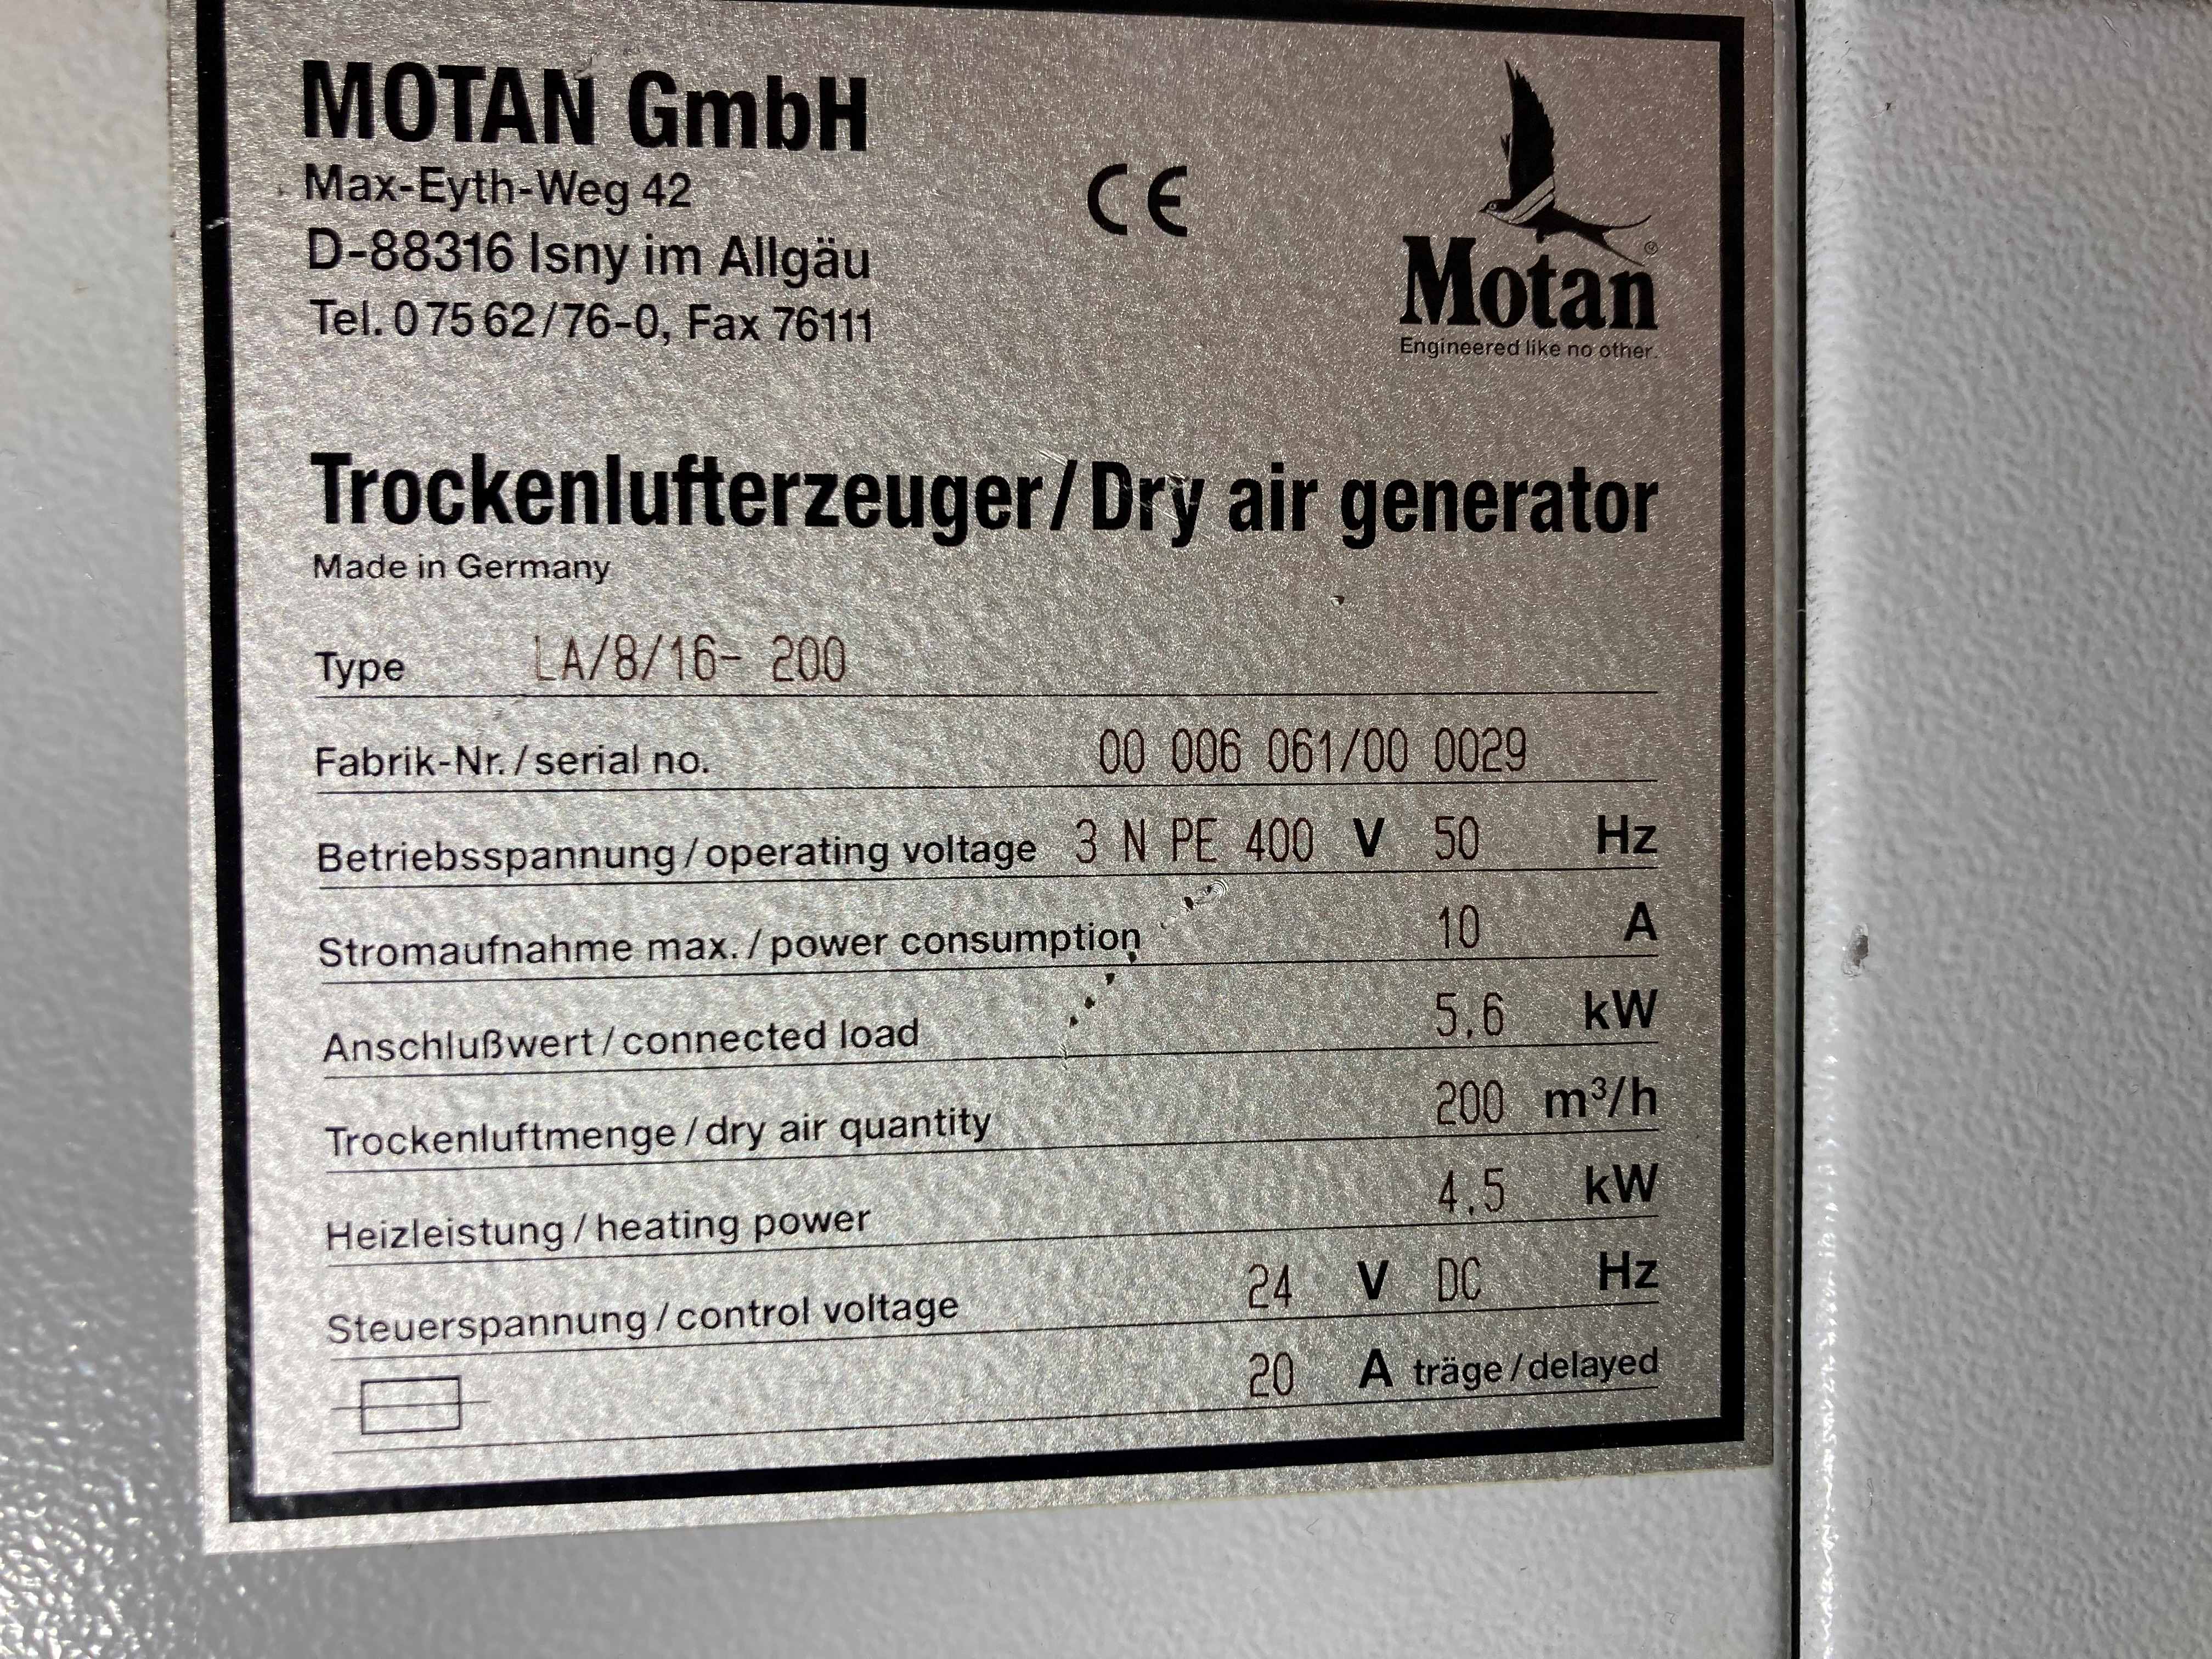 MOTAN GmbH
Max-Eyth-Weg 42
D-88316 Isny im Allgäu
Tel. 0 75 62/76-0, Fax 76111
CE
Motan®
Engineered like no other.
Trockenlufterzeuger/Dry air generator
Made in Germany
Type LA/8/16- 200
Fabrik-Nr./serial no. 00 006 061/00 0029
Betriebsspannung/operating voltage 3 N PE 400 V 50 Hz
Stromaufnahme max./power consumption 10 A
Anschlußwert/connected load 5,6 kW
Trockenluftmenge/dry air quantity 200 m³/h
Heizleistung/heating power 4,5 kW
Steuerspannung/control voltage 24 V DC Hz
20 A träge/delayed